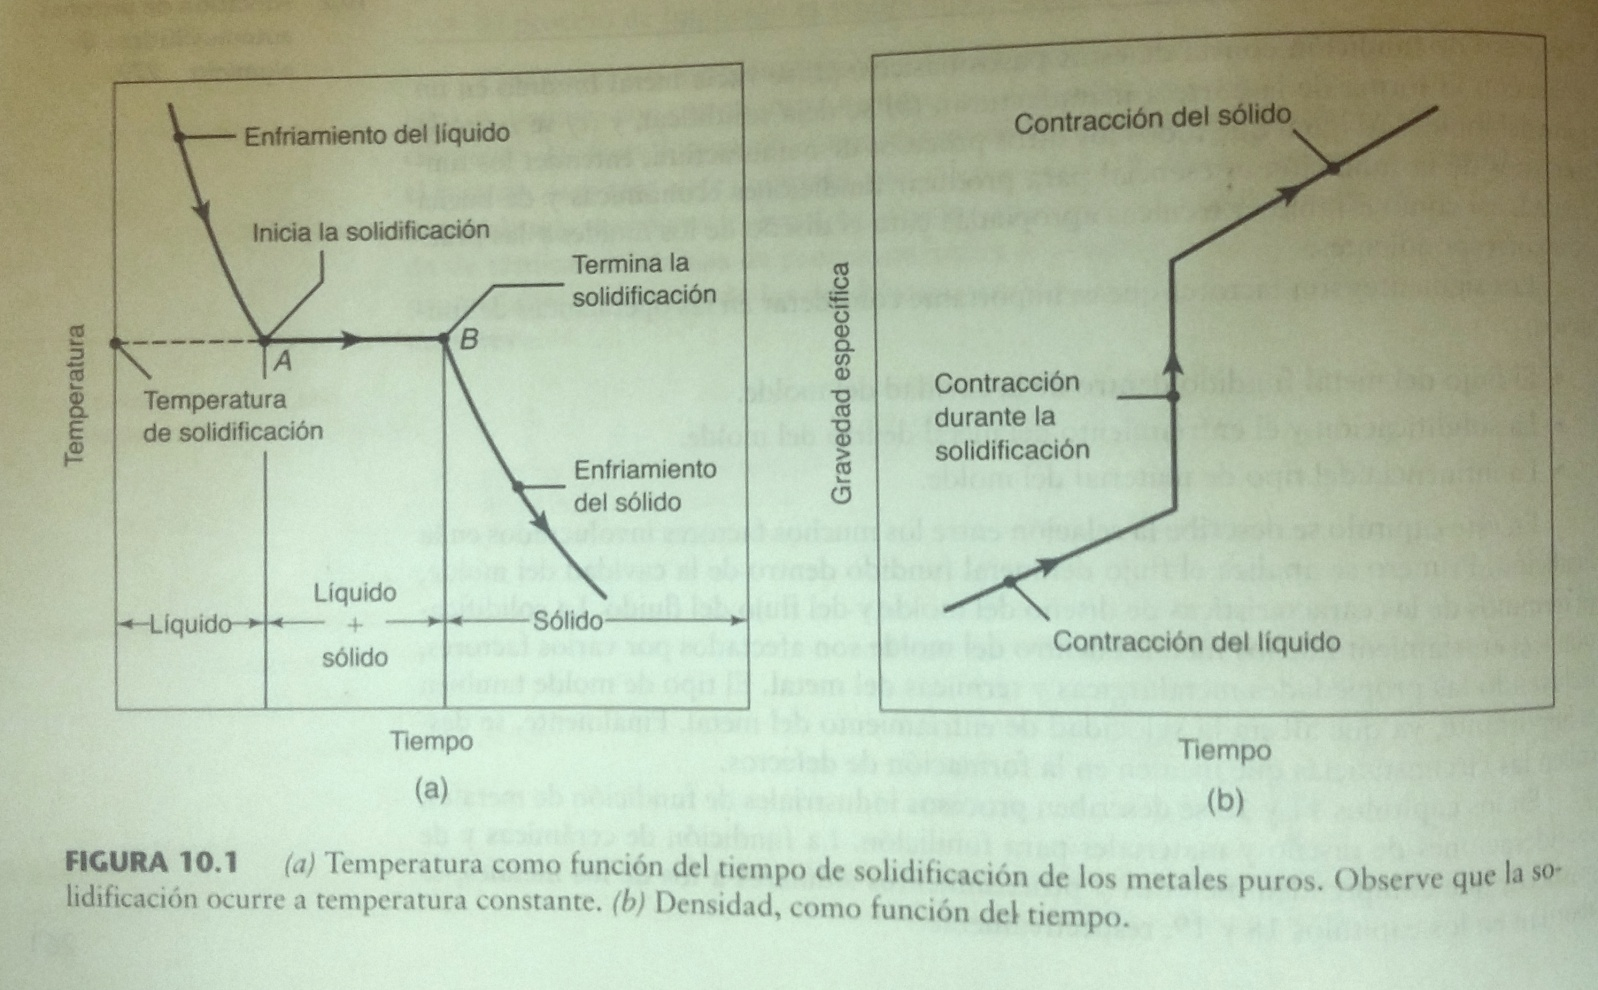 Enfriamiento del líquido
Inicia la solidificación
Termina la
solidificación
A
B
Temperatura
Temperatura
de solidificación
Enfriamiento
del sólido
Líquido
Líquido
+
sólido
Sólido
Tiempo
(a)
Contracción del sólido
Gravedad específica
Contracción
durante la
solidificación
Contracción del líquido
Tiempo
(b)
FIGURA 10.1 (a) Temperatura como función del tiempo de solidificación de los metales puros. Observe que la so-
lidificación ocurre a temperatura constante. (b) Densidad, como función del tiempo.